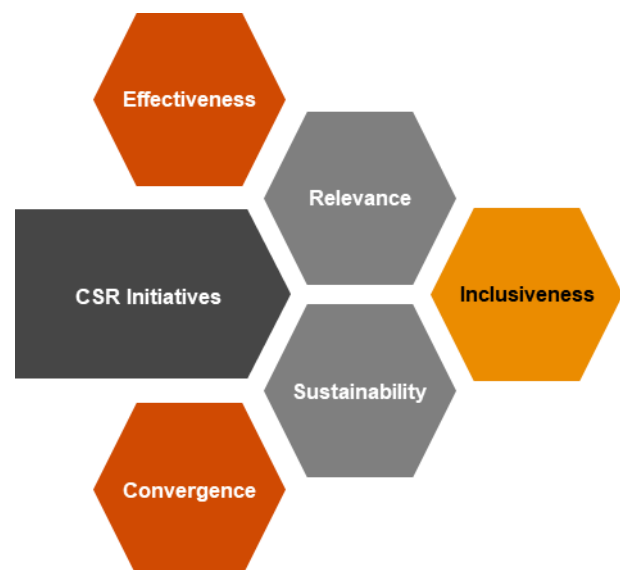 Effectiveness
Relevance
CSR Initiatives
Inclusiveness
Sustainability
Convergence